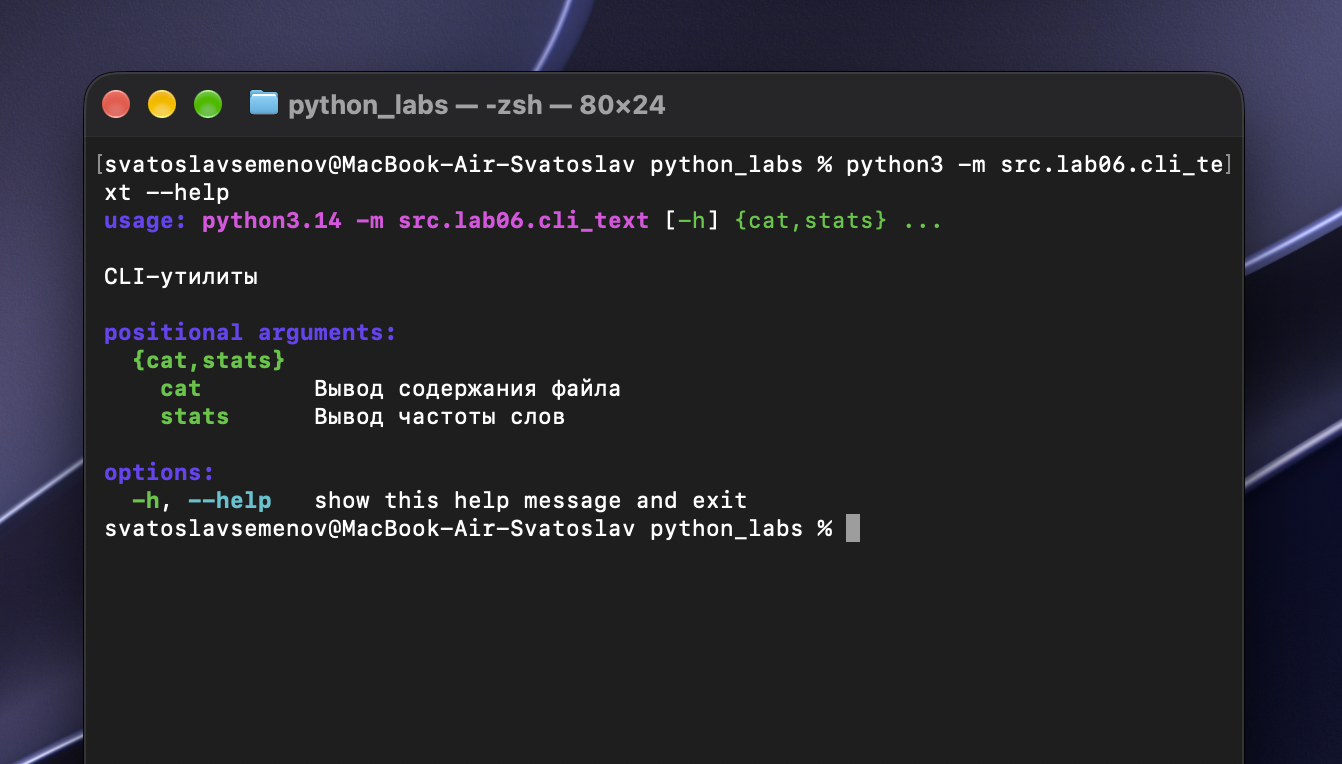 python_labs — -zsh — 80×24
[svatoslavsemenov@MacBook-Air-Svatoslav python_labs % python3 -m src.lab06.cli_te]
xt --help
usage: python3.14 -m src.lab06.cli_text [-h] {cat,stats} ...
CLI-утилиты
positional arguments:
{cat,stats}
cat Вывод содержания файла
stats Вывод частоты слов
options:
-h, --help show this help message and exit
svatoslavsemenov@MacBook-Air-Svatoslav python_labs %